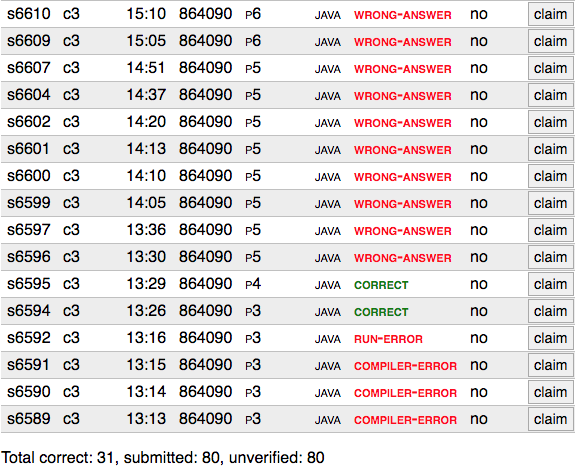 s6610 c3 15:10 864090 P6 JAVA WRONG-ANSWER no claim
s6609 c3 15:05 864090 P6 JAVA WRONG-ANSWER no claim
s6607 c3 14:51 864090 P5 JAVA WRONG-ANSWER no claim
s6604 c3 14:37 864090 P5 JAVA WRONG-ANSWER no claim
s6602 c3 14:20 864090 P5 JAVA WRONG-ANSWER no claim
s6601 c3 14:13 864090 P5 JAVA WRONG-ANSWER no claim
s6600 c3 14:10 864090 P5 JAVA WRONG-ANSWER no claim
s6599 c3 14:05 864090 P5 JAVA WRONG-ANSWER no claim
s6597 c3 13:36 864090 P5 JAVA WRONG-ANSWER no claim
s6596 c3 13:30 864090 P5 JAVA WRONG-ANSWER no claim
s6595 c3 13:29 864090 P4 JAVA CORRECT no claim
s6594 c3 13:26 864090 P3 JAVA CORRECT no claim
s6592 c3 13:16 864090 P3 JAVA RUN-ERROR no claim
s6591 c3 13:15 864090 P3 JAVA COMPILER-ERROR no claim
s6590 c3 13:14 864090 P3 JAVA COMPILER-ERROR no claim
s6589 c3 13:13 864090 P3 JAVA COMPILER-ERROR no claim
Total correct: 31, submitted: 80, unverified: 80